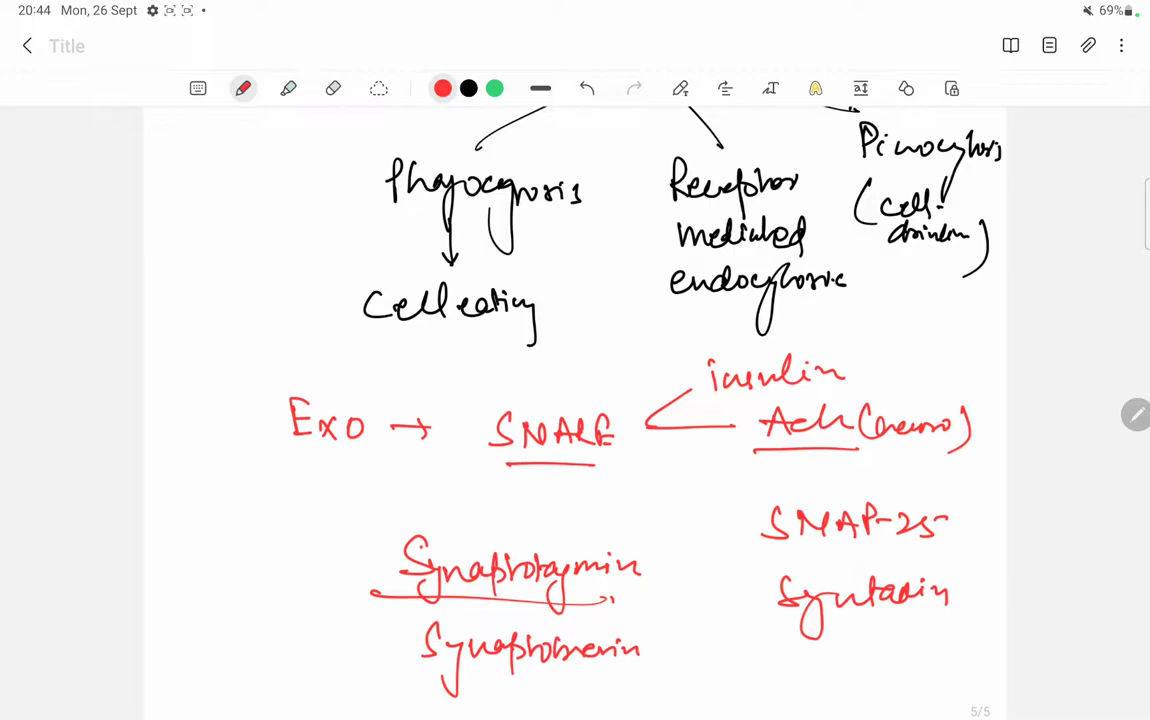 20:44 Mon, 26 Sept
69%
Title
Phagocytosis
Receptor
mediated
endocytosis
Pinocytosis
(cell
drinkin)
Cell eating
Exo → SNARE
insulin
Ach (neuro)
SNAP-25
Syntaxin
Synaptotagmin
Synaptobrevin
5/5